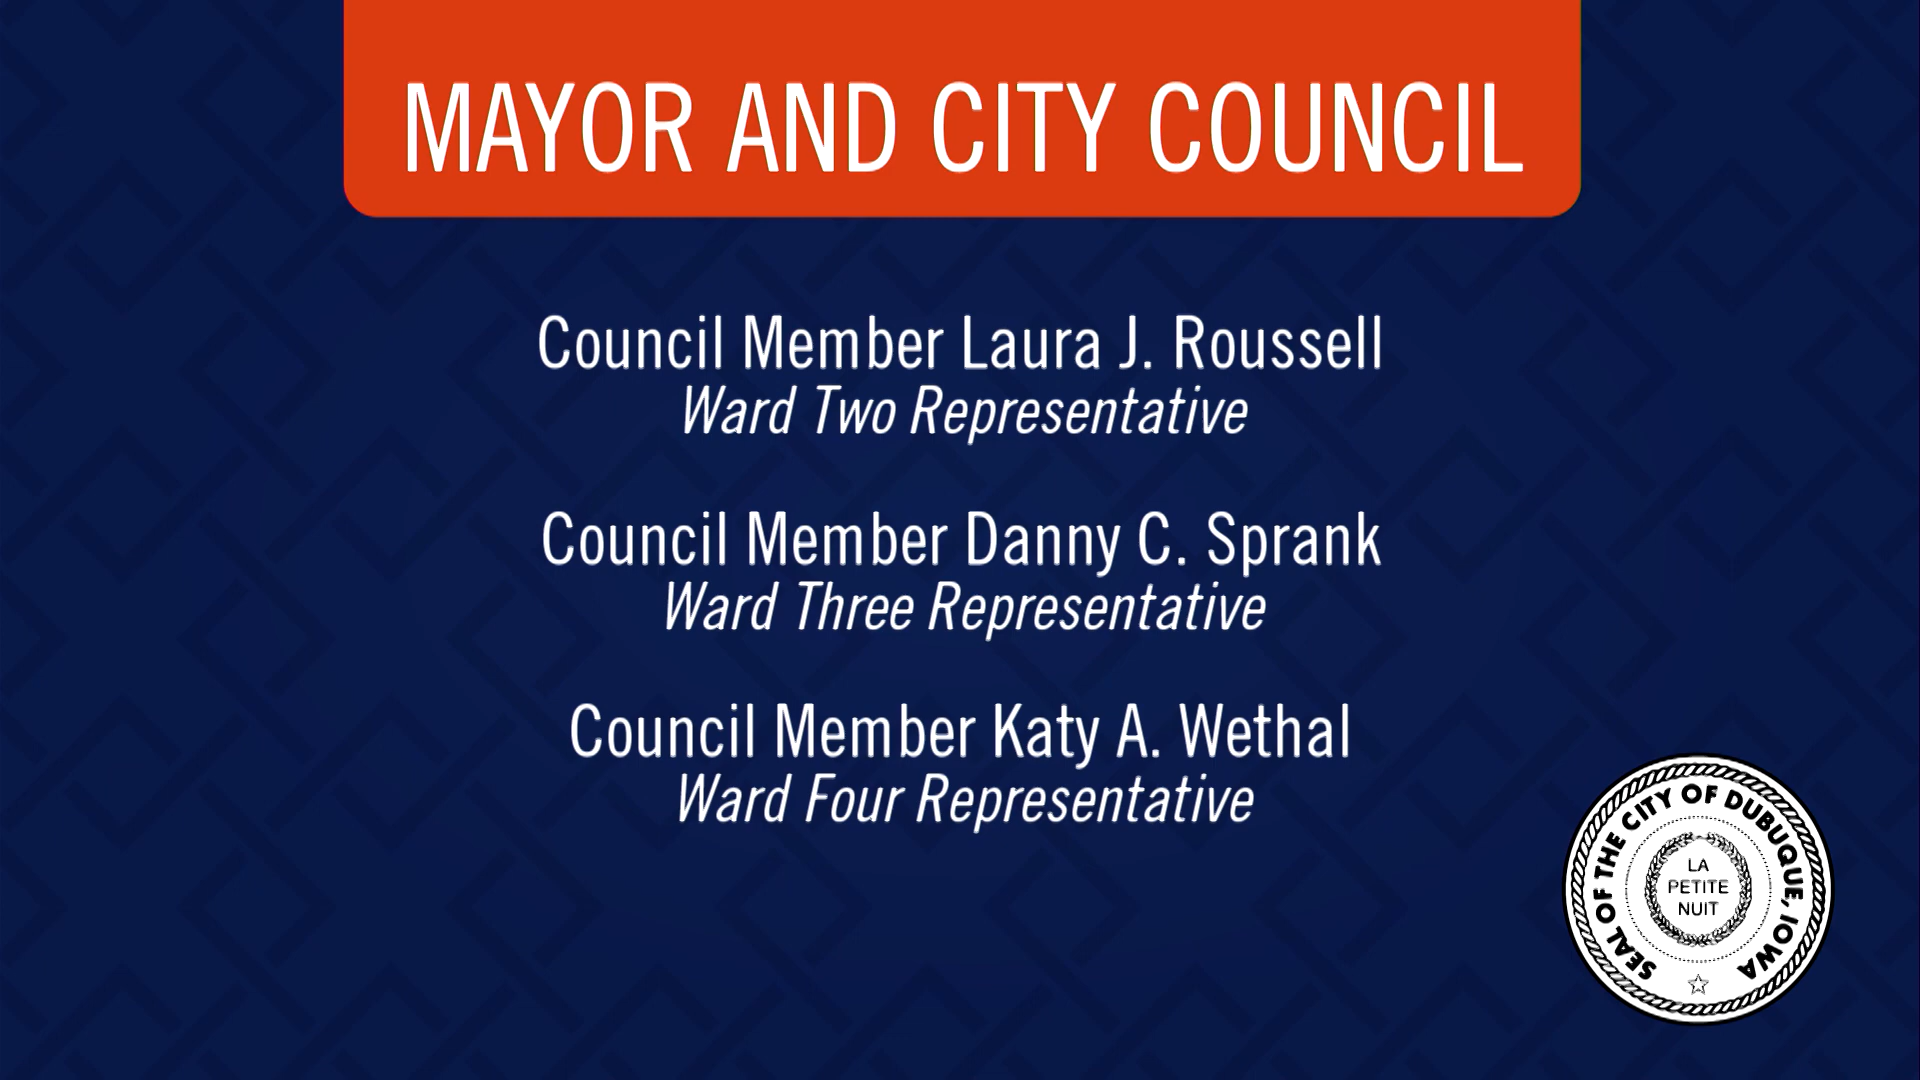 MAYOR AND CITY COUNCIL
Council Member Laura J. Roussell
Ward Two Representative
Council Member Danny C. Sprank
Ward Three Representative
Council Member Katy A. Wethal
Ward Four Representative
SEAL OF THE CITY OF DUBUQUE, IOWA
LA
PETITE
NUIT